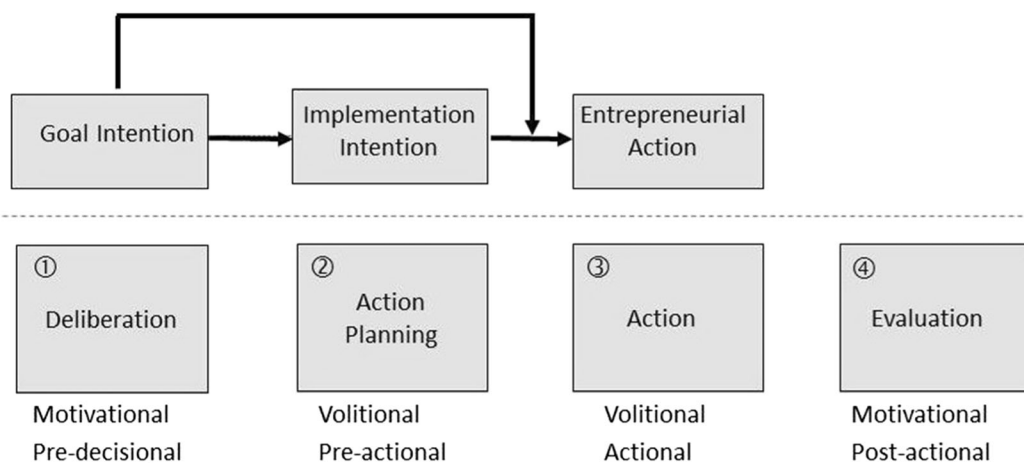 Goal Intention
Implementation
Intention
Entrepreneurial
Action
①
Deliberation
②
Action
Planning
③
Action
④
Evaluation
Motivational
Pre-decisional
Volitional
Pre-actional
Volitional
Actional
Motivational
Post-actional